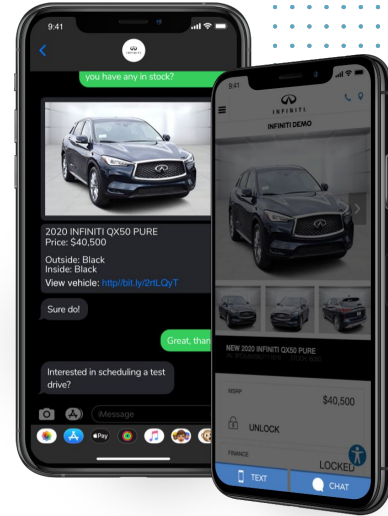 9:41
INFINITI
you have any in stock?
2020 INFINITI QX50 PURE
Price: $40,500
Outside: Black
Inside: Black
View vehicle: http//bit.ly/2rtLQyT
Sure do!
Great, than
Interested in scheduling a test
drive?
iMessage
Pay
9:41
INFINITI
INFINITI DEMO
NEW 2020 INFINITI QX50 PURE
MSRP
$40,500
UNLOCK
FINANCE
LOCKED
TEXT
CHAT